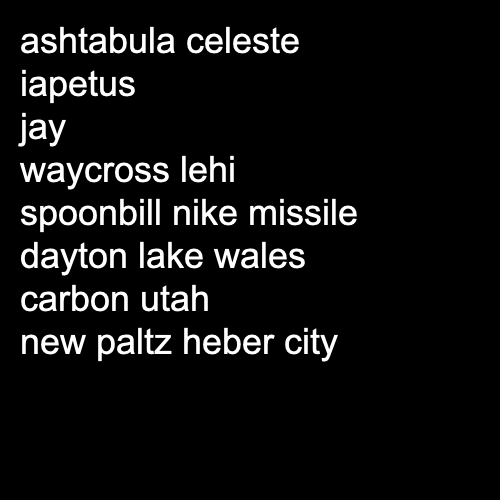 ashtabula celeste
iapetus
jay
waycross lehi
spoonbill nike missile
dayton lake wales
carbon utah
new paltz heber city